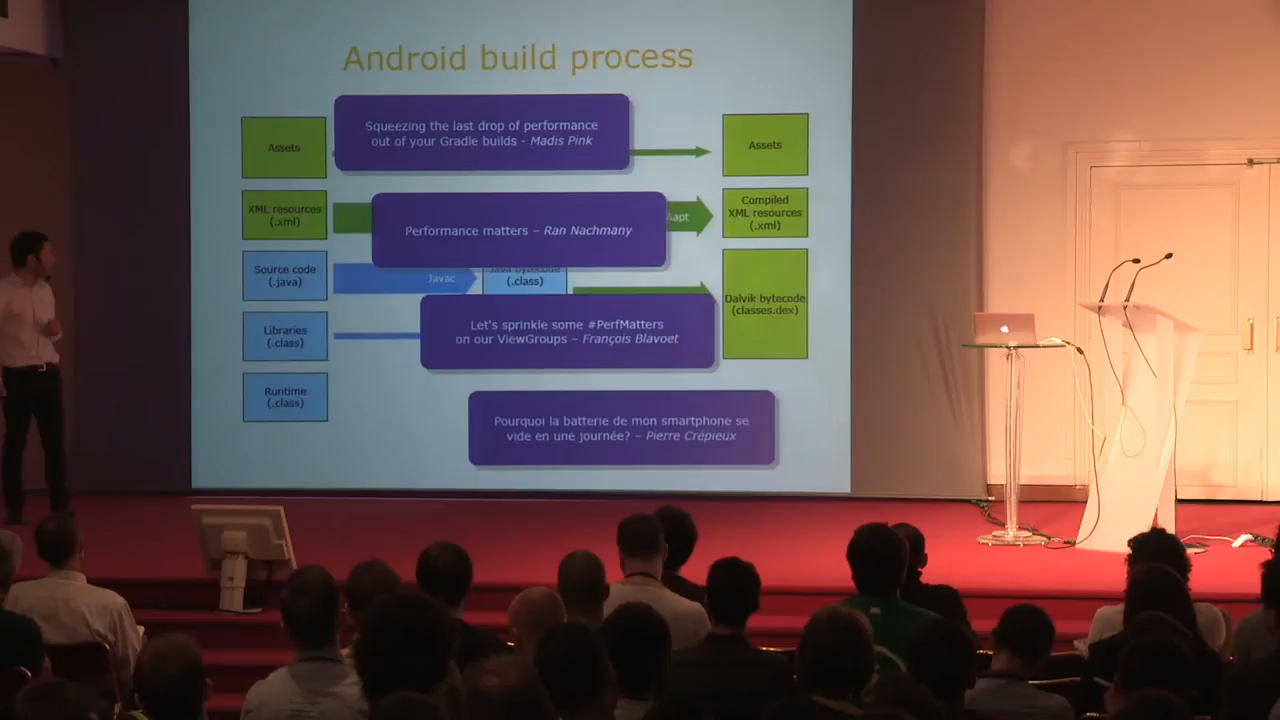 Android build process
Squeezing the last drop of performance
out of your Gradle builds - Madis Pink
Assets
Assets
XML resources
(.xml)
Performance matters – Ran Nachmany
Compiled
XML resources
(.xml)
Source code
(.java)
Javac
Java bytecode
(.class)
Dalvik bytecode
(classes.dex)
Libraries
(.class)
Let's sprinkle some #PerfMatters
on our ViewGroups – François Blavoet
Runtime
(.class)
Pourquoi la batterie de mon smartphone se
vide en une journée? – Pierre Crépieux